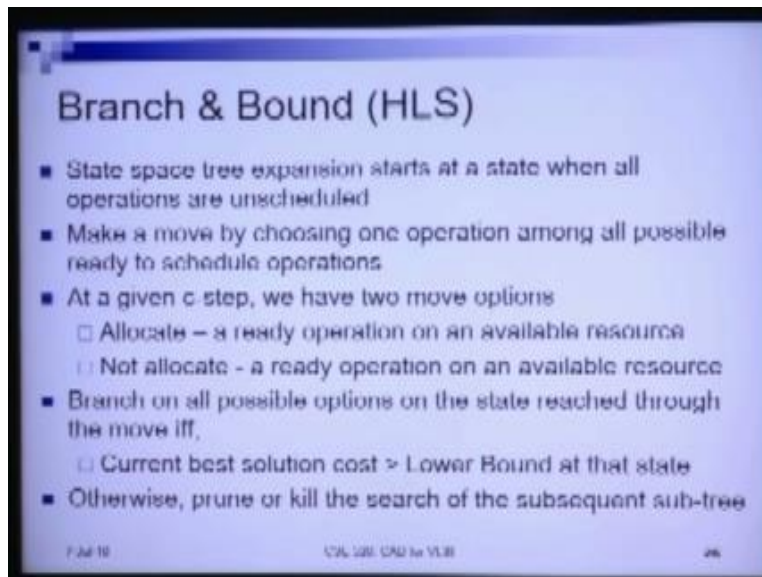 Branch & Bound (HLS)
State space tree expansion starts at a state when all
operations are unscheduled
Make a move by choosing one operation among all possible
ready to schedule operations
At a given c-step, we have two move options
Allocate – a ready operation on an available resource
Not allocate - a ready operation on an available resource
Branch on all possible options on the state reached through
the move iff,
Current best solution cost > Lower Bound at that state
Otherwise, prune or kill the search of the subsequent sub-tree
CAD for VLSI